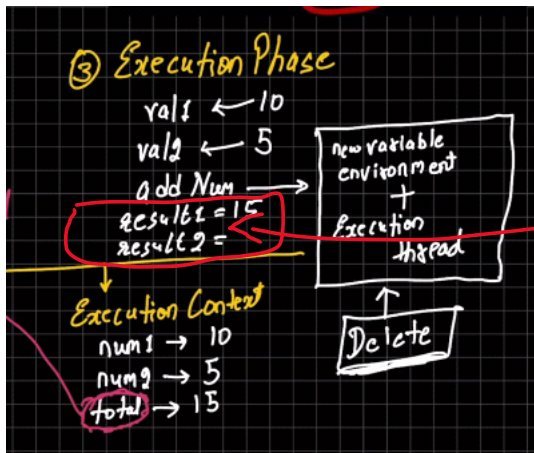 ③ Execution Phase
val1 ← 10
val2 ← 5
addNum →
result1 = 15
result2 =
new variable
environment
+
Execution
thread
Delete
Execution Context
num1 → 10
num2 → 5
total → 15